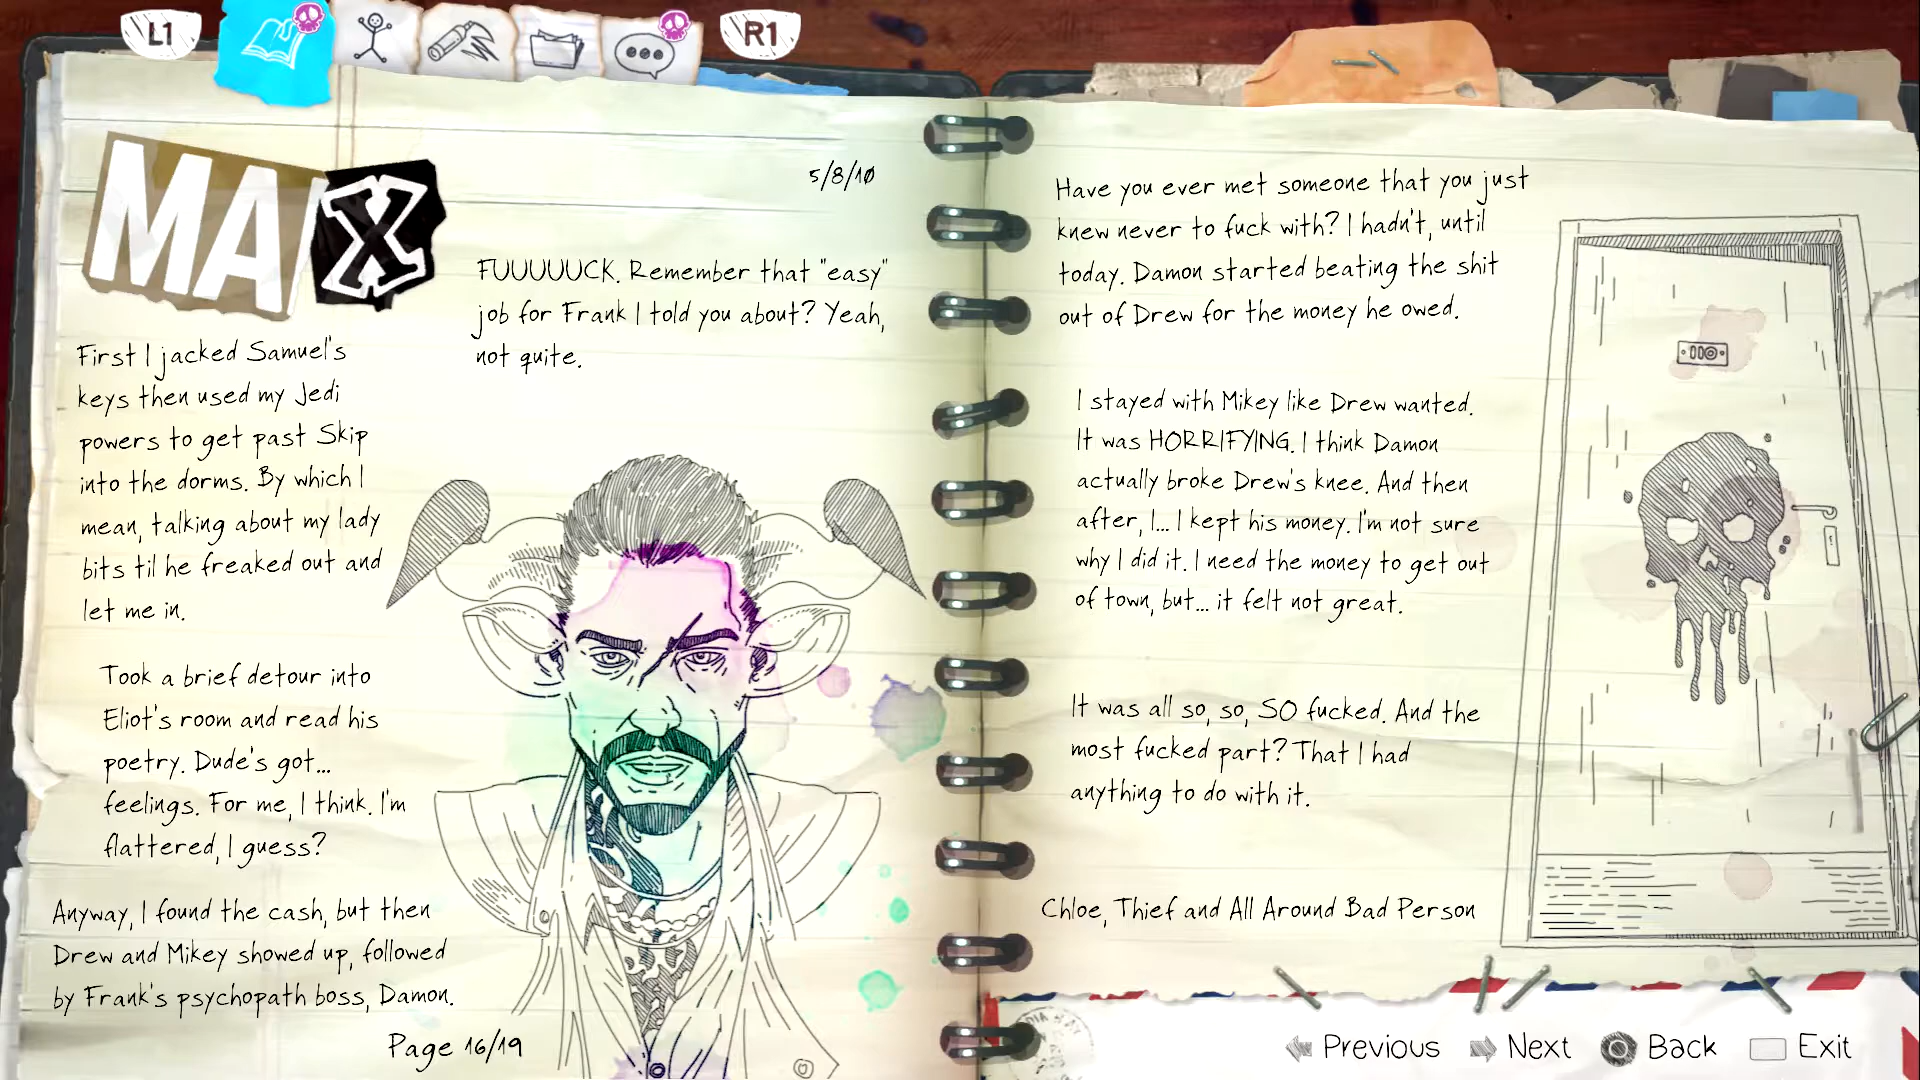 L1
R1
MAX
5/8/10
FUUUUUCK. Remember that "easy"
job for Frank I told you about? Yeah,
not quite.
First I jacked Samuel's
keys then used my Jedi
powers to get past Skip
into the dorms. By which I
mean, talking about my lady
bits til he freaked out and
let me in.
Took a brief detour into
Eliot's room and read his
poetry. Dude's got...
feelings. For me, I think. I'm
flattered, I guess?
Anyway, I found the cash, but then
Drew and Mikey showed up, followed
by Frank's psychopath boss, Damon.
Page 16/19
Have you ever met someone that you just
knew never to fuck with? I hadn't, until
today. Damon started beating the shit
out of Drew for the money he owed.
I stayed with Mikey like Drew wanted.
It was HORRIFYING. I think Damon
actually broke Drew's knee. And then
after, I... I kept his money. I'm not sure
why I did it. I need the money to get out
of town, but... it felt not great.
It was all so, so, SO fucked. And the
most fucked part? That I had
anything to do with it.
Chloe, Thief and All Around Bad Person
Previous
Next
Back
Exit